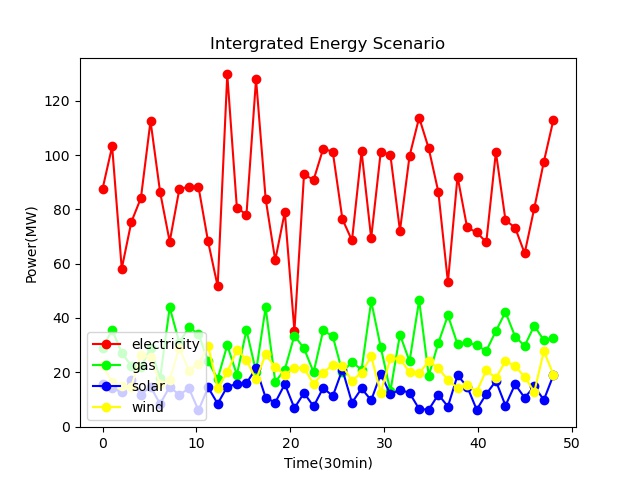 Intergrated Energy Scenario
Power(MW)
120
100
80
60
40
20
0
electricity
gas
solar
wind
0
10
20
30
40
50
Time(30min)